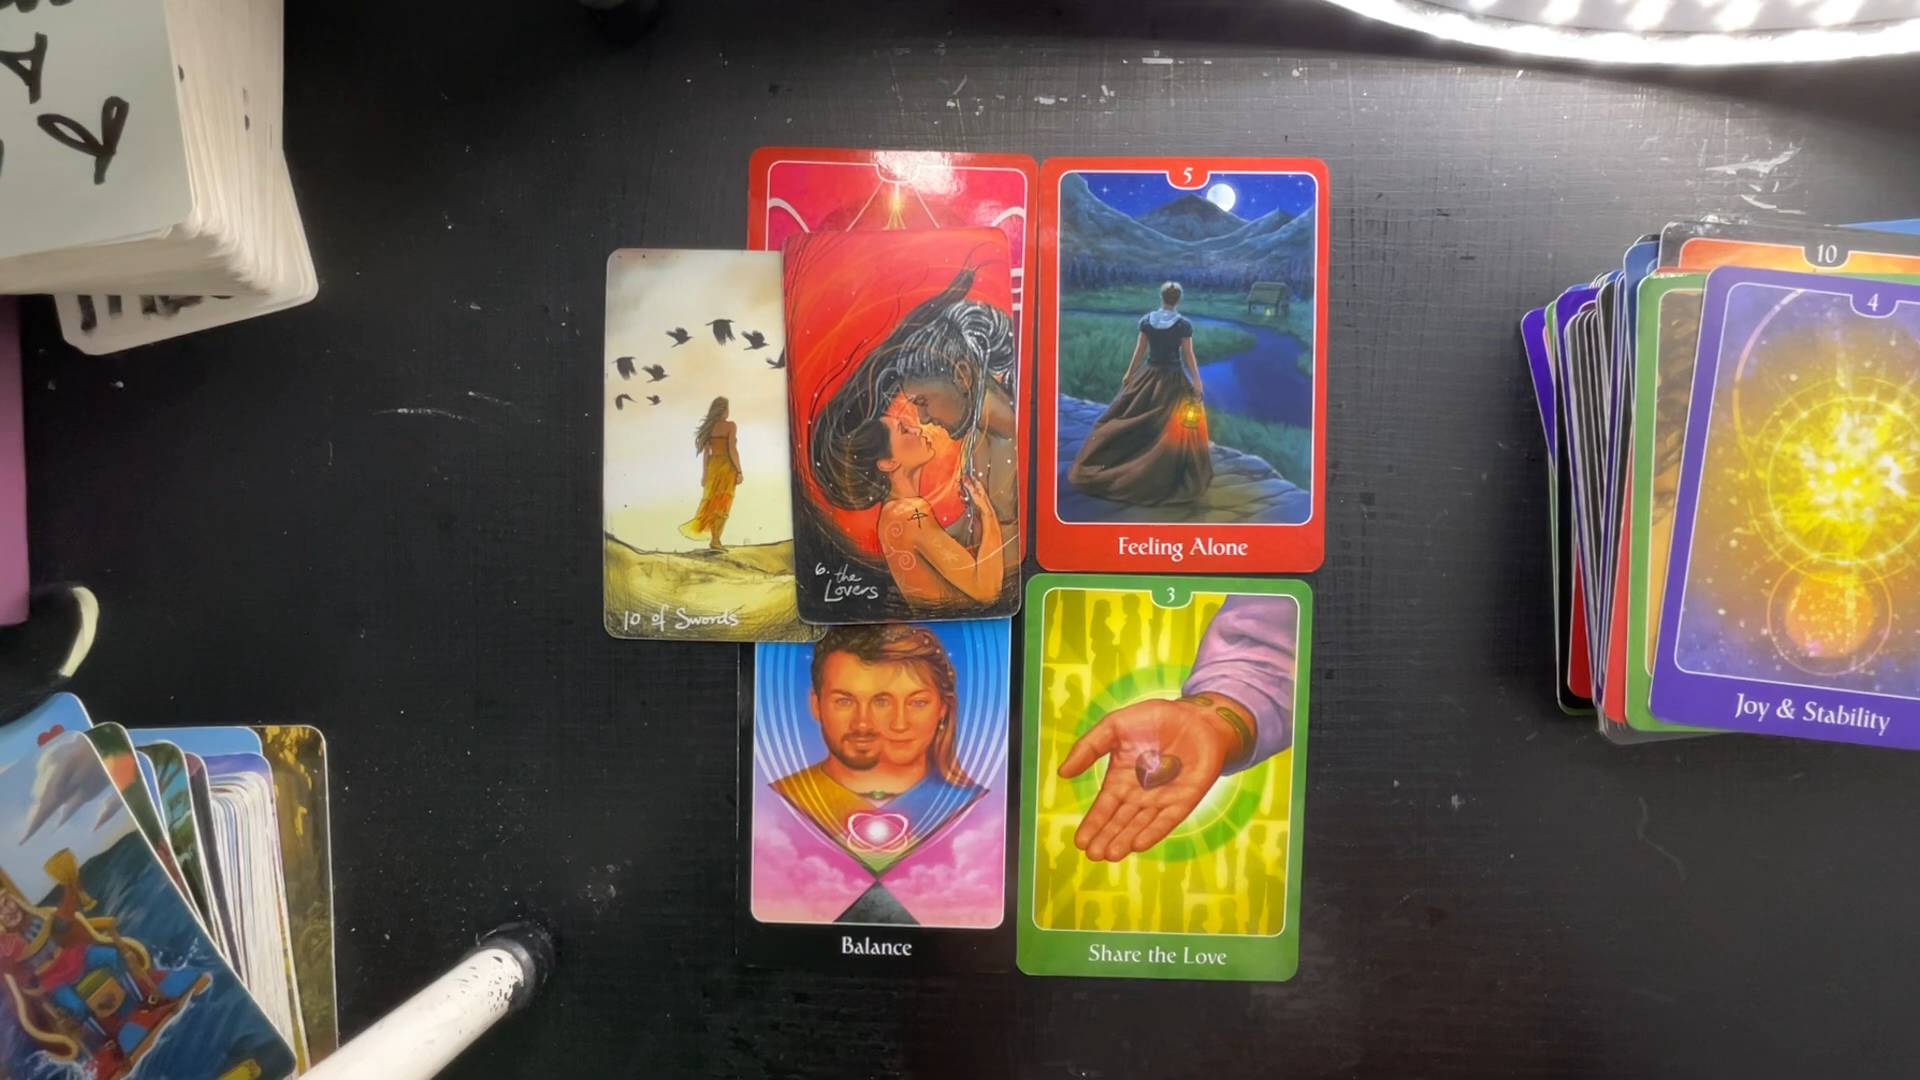 5
10 of Swords
6. the
Lovers
Feeling Alone
3
Balance
Share the Love
10
4
Joy & Stability